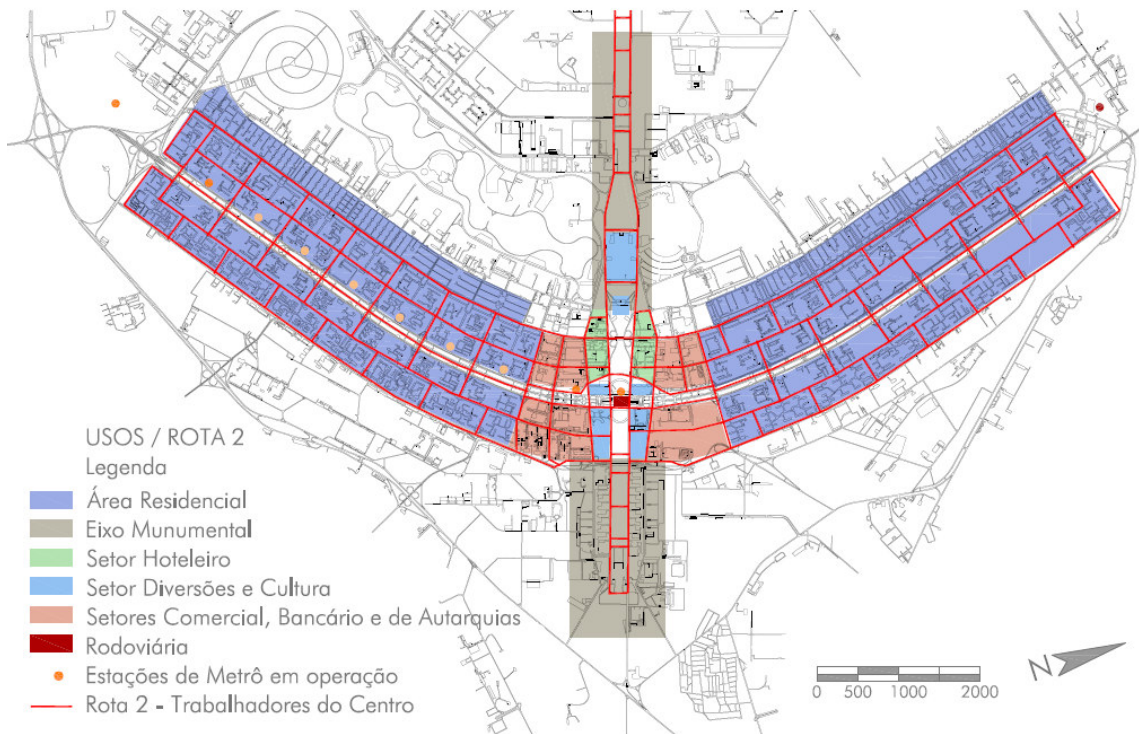 USOS / ROTA 2
Legenda
Área Residencial
Eixo Munumental
Setor Hoteleiro
Setor Diversões e Cultura
Setores Comercial, Bancário e de Autarquias
Rodoviária
Estações de Metrô em operação
Rota 2 - Trabalhadores do Centro
0 500 1000 2000
N